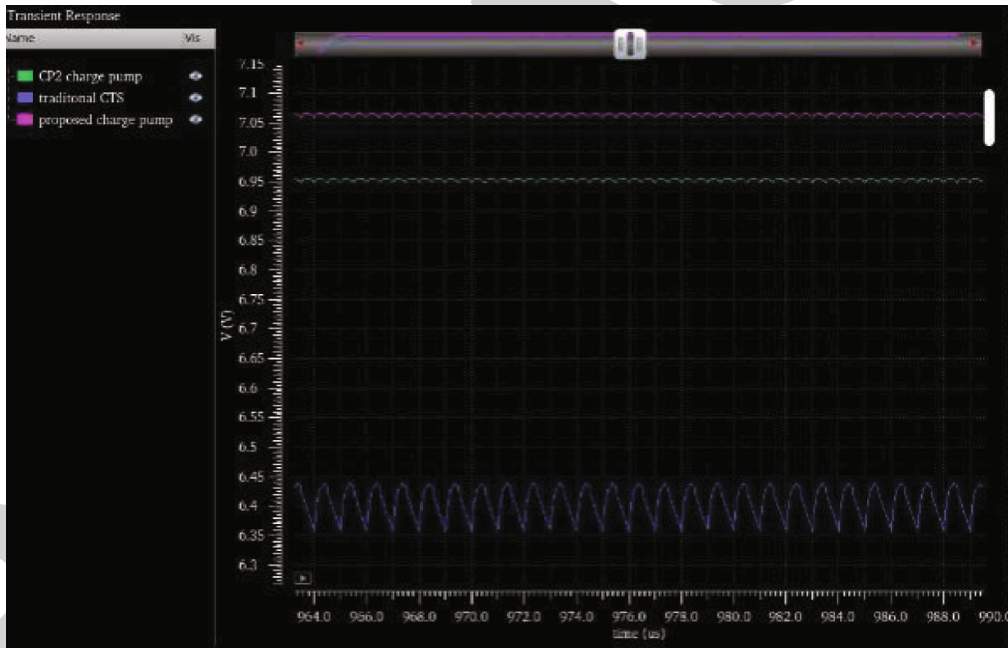 Transient Response
Name Vis
CP2 charge pump
traditonal CTS
proposed charge pump
7.15
7.1
7.05
7.0
6.95
6.9
6.85
6.8
6.75
6.7
6.65
6.6
6.55
6.5
6.45
6.4
6.35
6.3
V (V)
964.0 966.0 968.0 970.0 972.0 974.0 976.0 978.0 980.0 982.0 984.0 986.0 988.0 990.0
time (us)